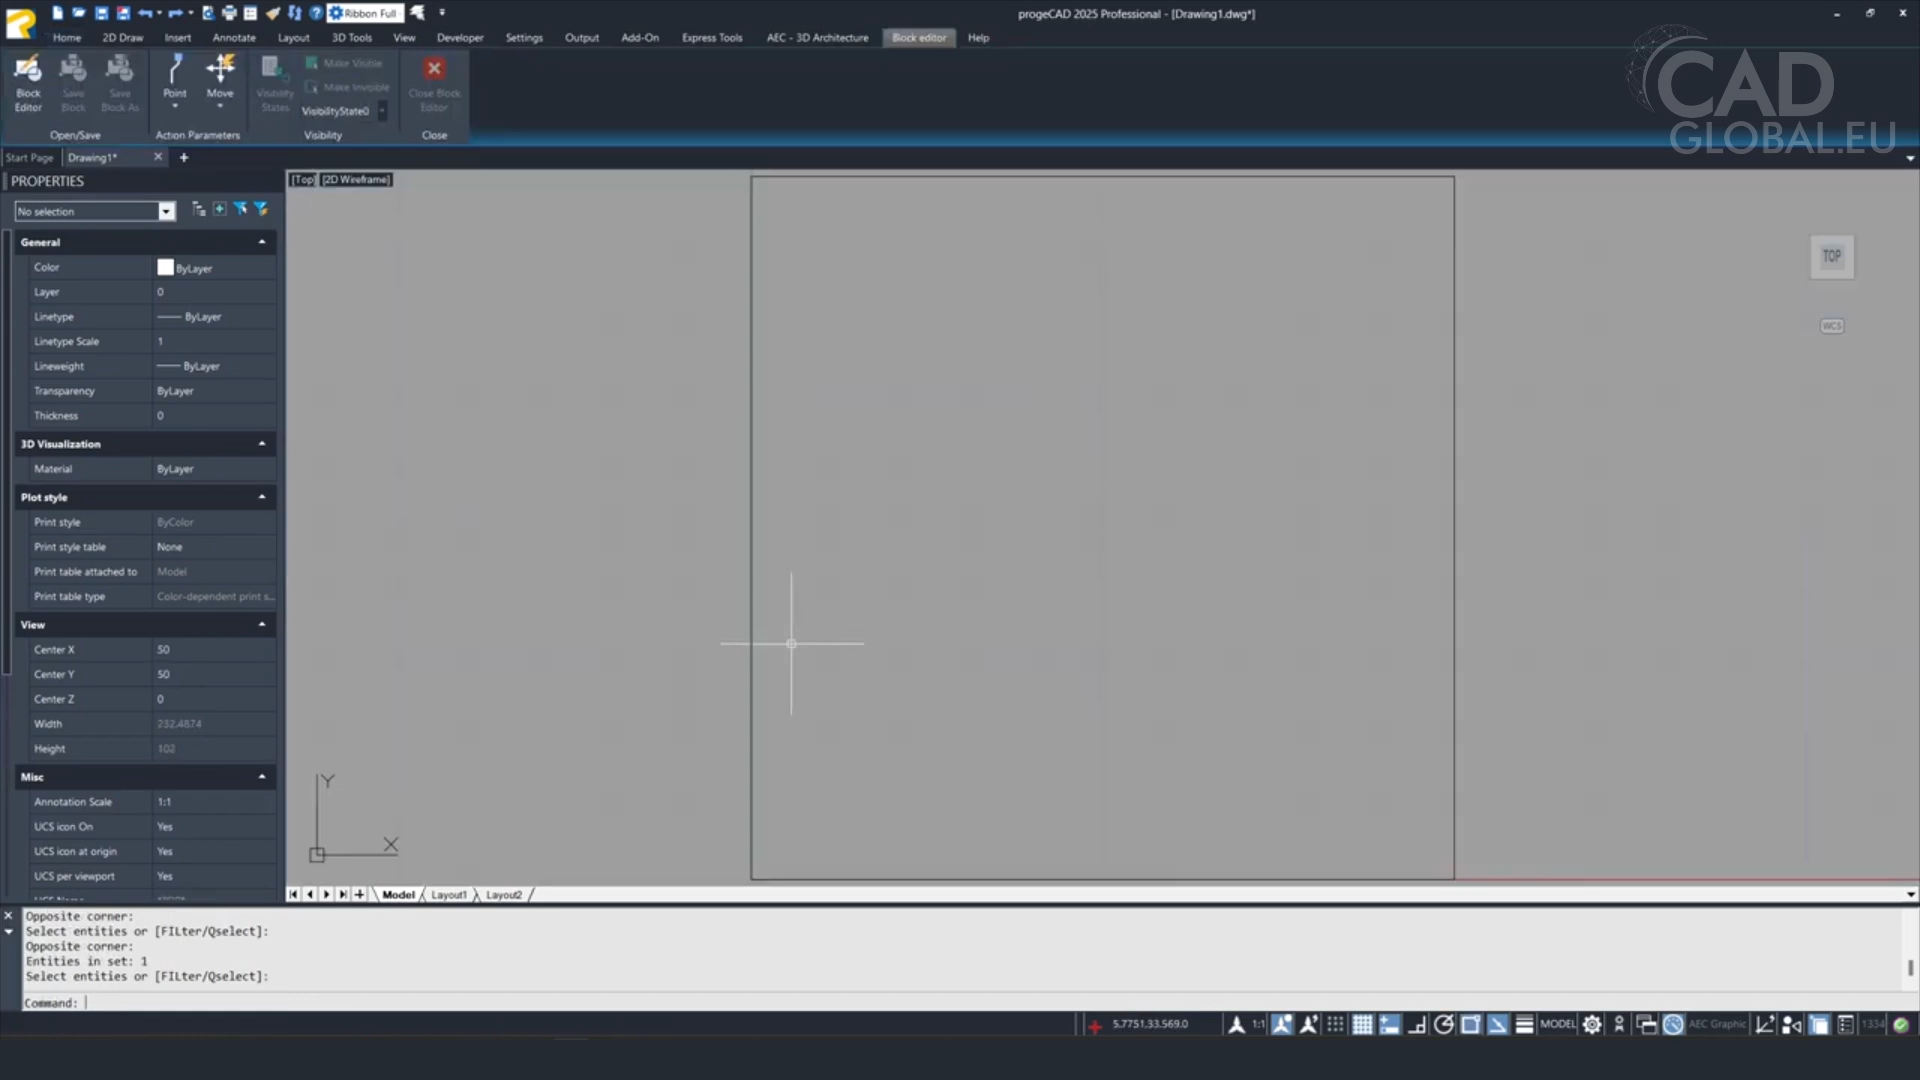 Ribbon Full
progeCAD 2025 Professional - [Drawing1.dwg*]
Home 2D Draw Insert Annotate Layout 3D Tools View Developer Settings Output Add-On Express Tools AEC - 3D Architecture Block editor Help
CAD
GLOBAL.EU
Block Editor
Save Block
Save Block As
Point
Move
Visibility States
Make Visible
Make Invisible
VisibilityState0
Close Block Editor
Open/Save
Action Parameters
Visibility
Close
Start Page
Drawing1*
PROPERTIES
[Top] [2D Wireframe]
No selection
General
Color ByLayer
Layer 0
Linetype ByLayer
Linetype Scale 1
Lineweight ByLayer
Transparency ByLayer
Thickness 0
3D Visualization
Material ByLayer
Plot style
Print style ByColor
Print style table None
Print table attached to Model
Print table type Color-dependent print s...
View
Center X 50
Center Y 50
Center Z 0
Width 232.4874
Height 102
Misc
Annotation Scale 1:1
UCS icon On Yes
UCS icon at origin Yes
UCS per viewport Yes
TOP
WCS
Y
X
Model Layout1 Layout2
Opposite corner:
Select entities or [FILter/Qselect]:
Opposite corner:
Entities in set: 1
Select entities or [FILter/Qselect]:
Command:
5.7751,33.569,0
1:1
MODEL
AEC Graphic
1334